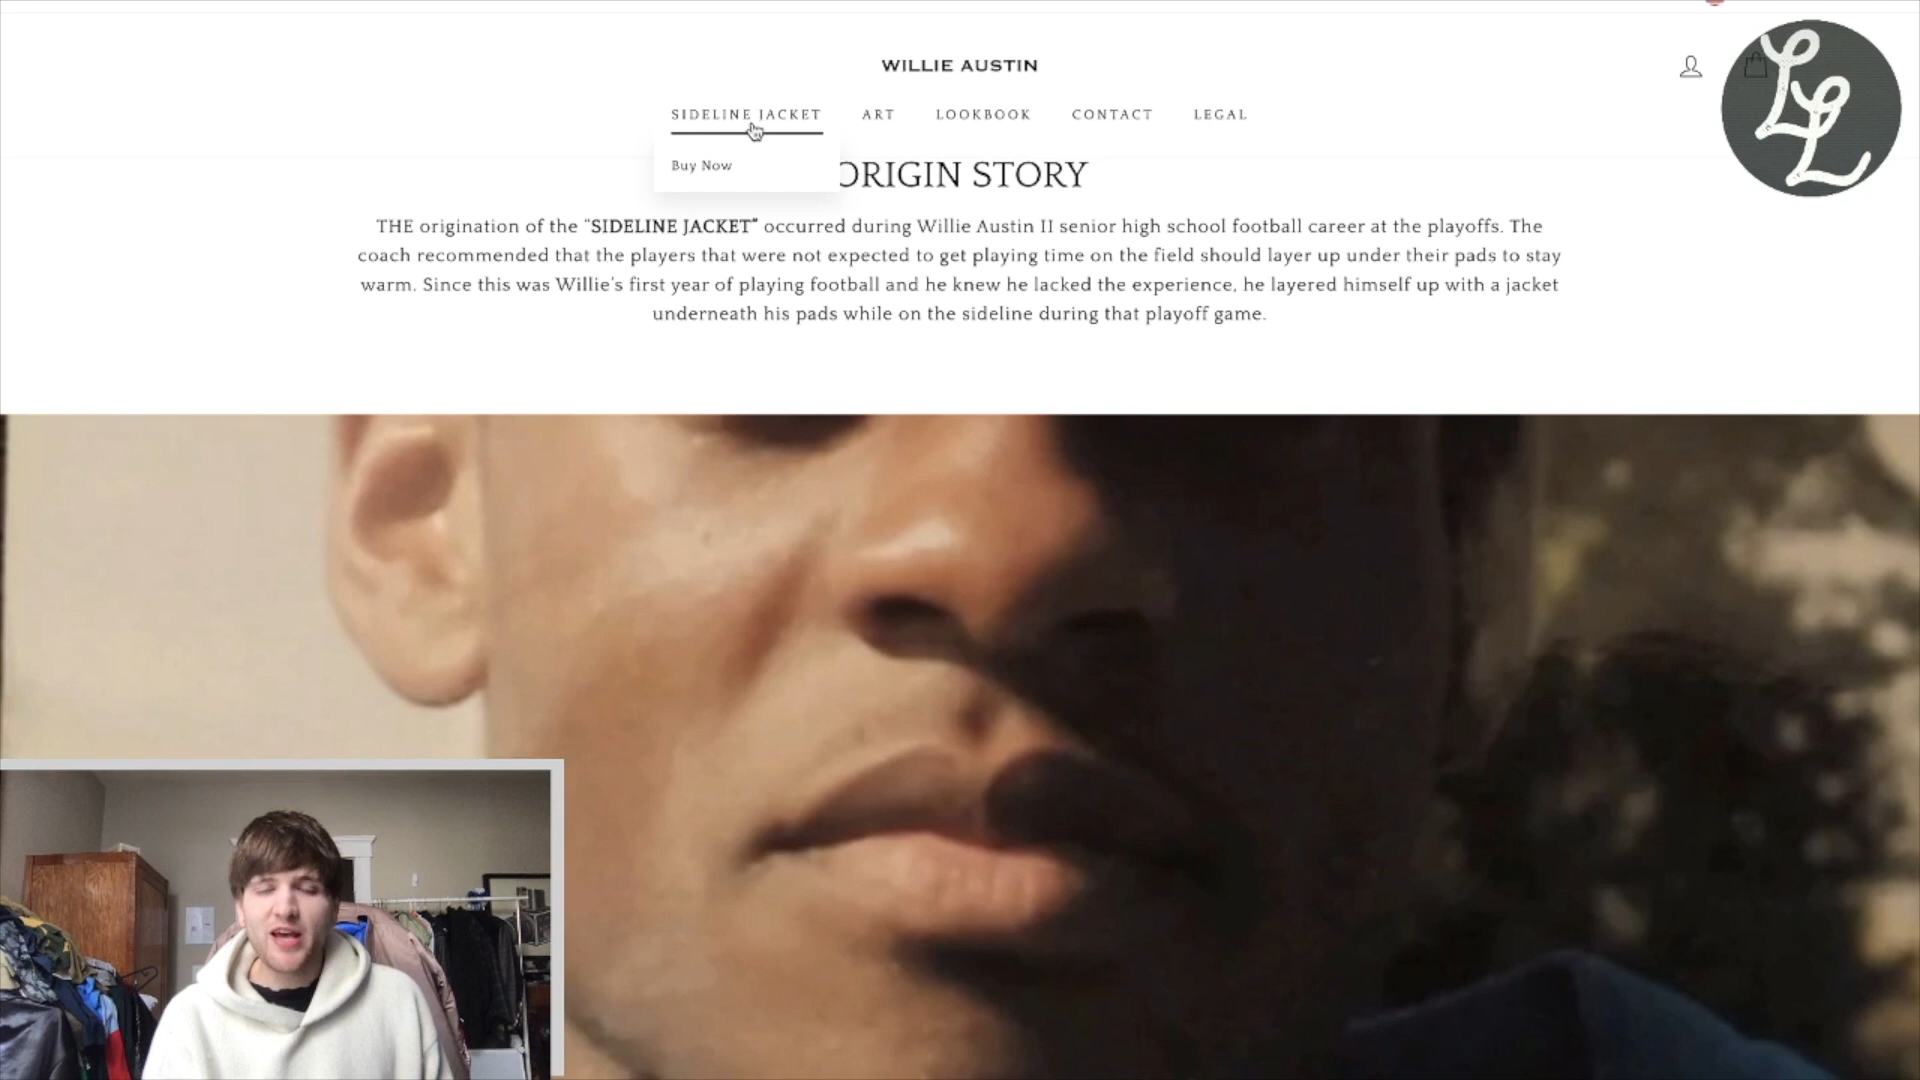 WILLIE AUSTIN
SIDELINE JACKET ART LOOKBOOK CONTACT LEGAL
Buy Now
ORIGIN STORY
THE origination of the "SIDELINE JACKET" occurred during Willie Austin II senior high school football career at the playoffs. The
coach recommended that the players that were not expected to get playing time on the field should layer up under their pads to stay
warm. Since this was Willie's first year of playing football and he knew he lacked the experience, he layered himself up with a jacket
underneath his pads while on the sideline during that playoff game.
LL